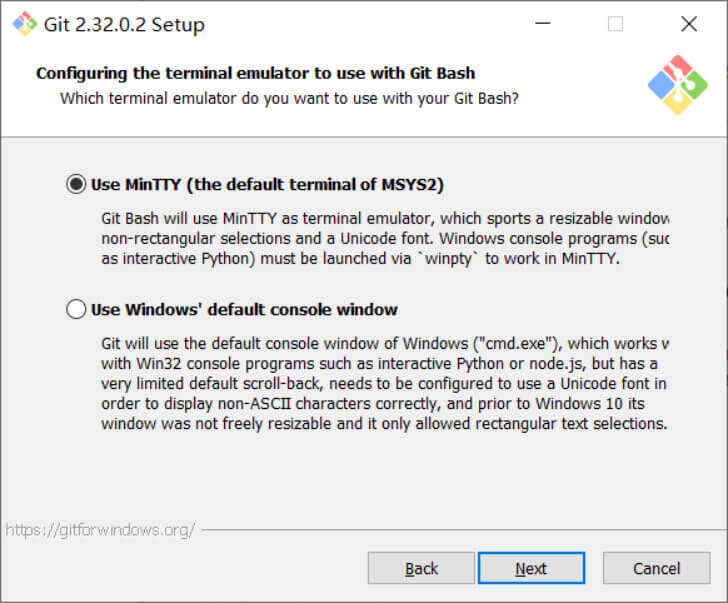 Git 2.32.0.2 Setup
Configuring the terminal emulator to use with Git Bash
Which terminal emulator do you want to use with your Git Bash?
Use MinTTY (the default terminal of MSYS2)
Git Bash will use MinTTY as terminal emulator, which sports a resizable window
non-rectangular selections and a Unicode font. Windows console programs (suc
as interactive Python) must be launched via `winpty` to work in MinTTY.
Use Windows' default console window
Git will use the default console window of Windows ("cmd.exe"), which works w
with Win32 console programs such as interactive Python or node.js, but has a
very limited default scroll-back, needs to be configured to use a Unicode font in
order to display non-ASCII characters correctly, and prior to Windows 10 its
window was not freely resizable and it only allowed rectangular text selections.
https://gitforwindows.org/
Back
Next
Cancel